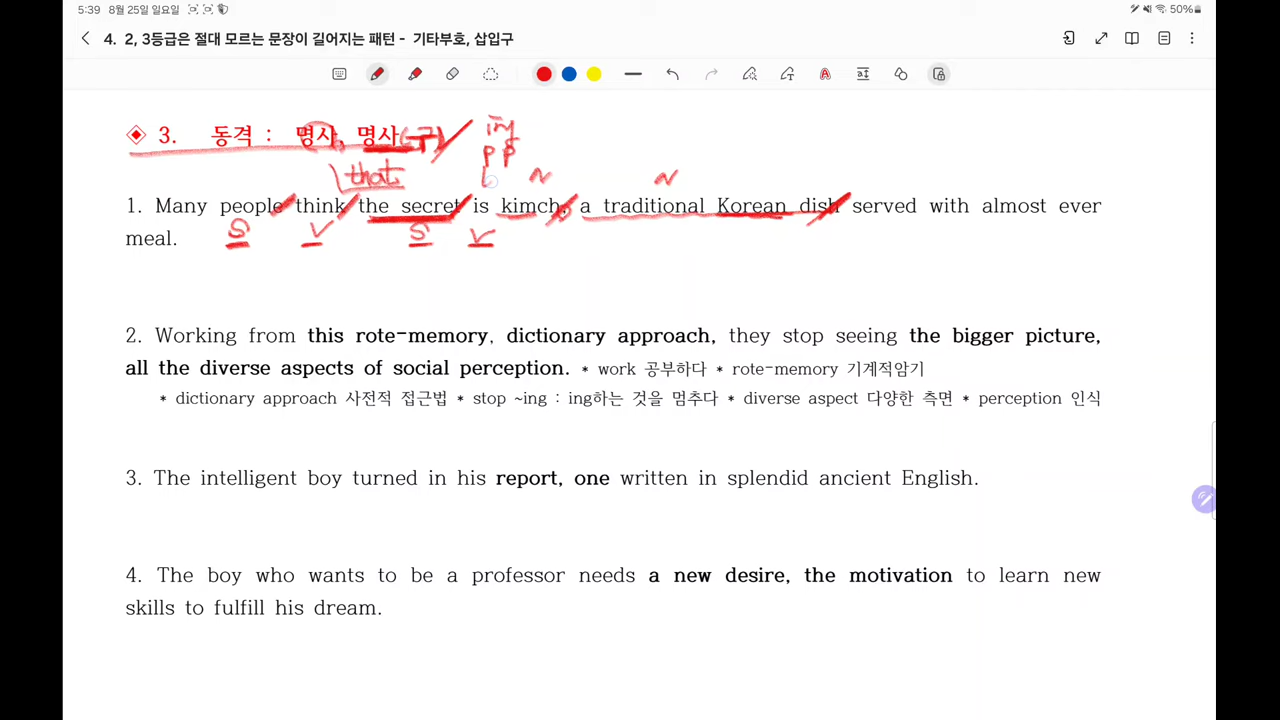 5:39 8월 25일 일요일 50%
4. 2, 3등급은 절대 모르는 문장이 길어지는 패턴 - 기타부호, 삽입구
3. 동격 : 명사, 명사(구)
ing
pp
that
N N
1. Many people think the secret is kimch, a traditional Korean dish served with almost ever
S V S V
meal.
2. Working from this rote-memory, dictionary approach, they stop seeing the bigger picture,
all the diverse aspects of social perception. * work 공부하다 * rote-memory 기계적암기
* dictionary approach 사전적 접근법 * stop ~ing : ing하는 것을 멈추다 * diverse aspect 다양한 측면 * perception 인식
3. The intelligent boy turned in his report, one written in splendid ancient English.
4. The boy who wants to be a professor needs a new desire, the motivation to learn new
skills to fulfill his dream.